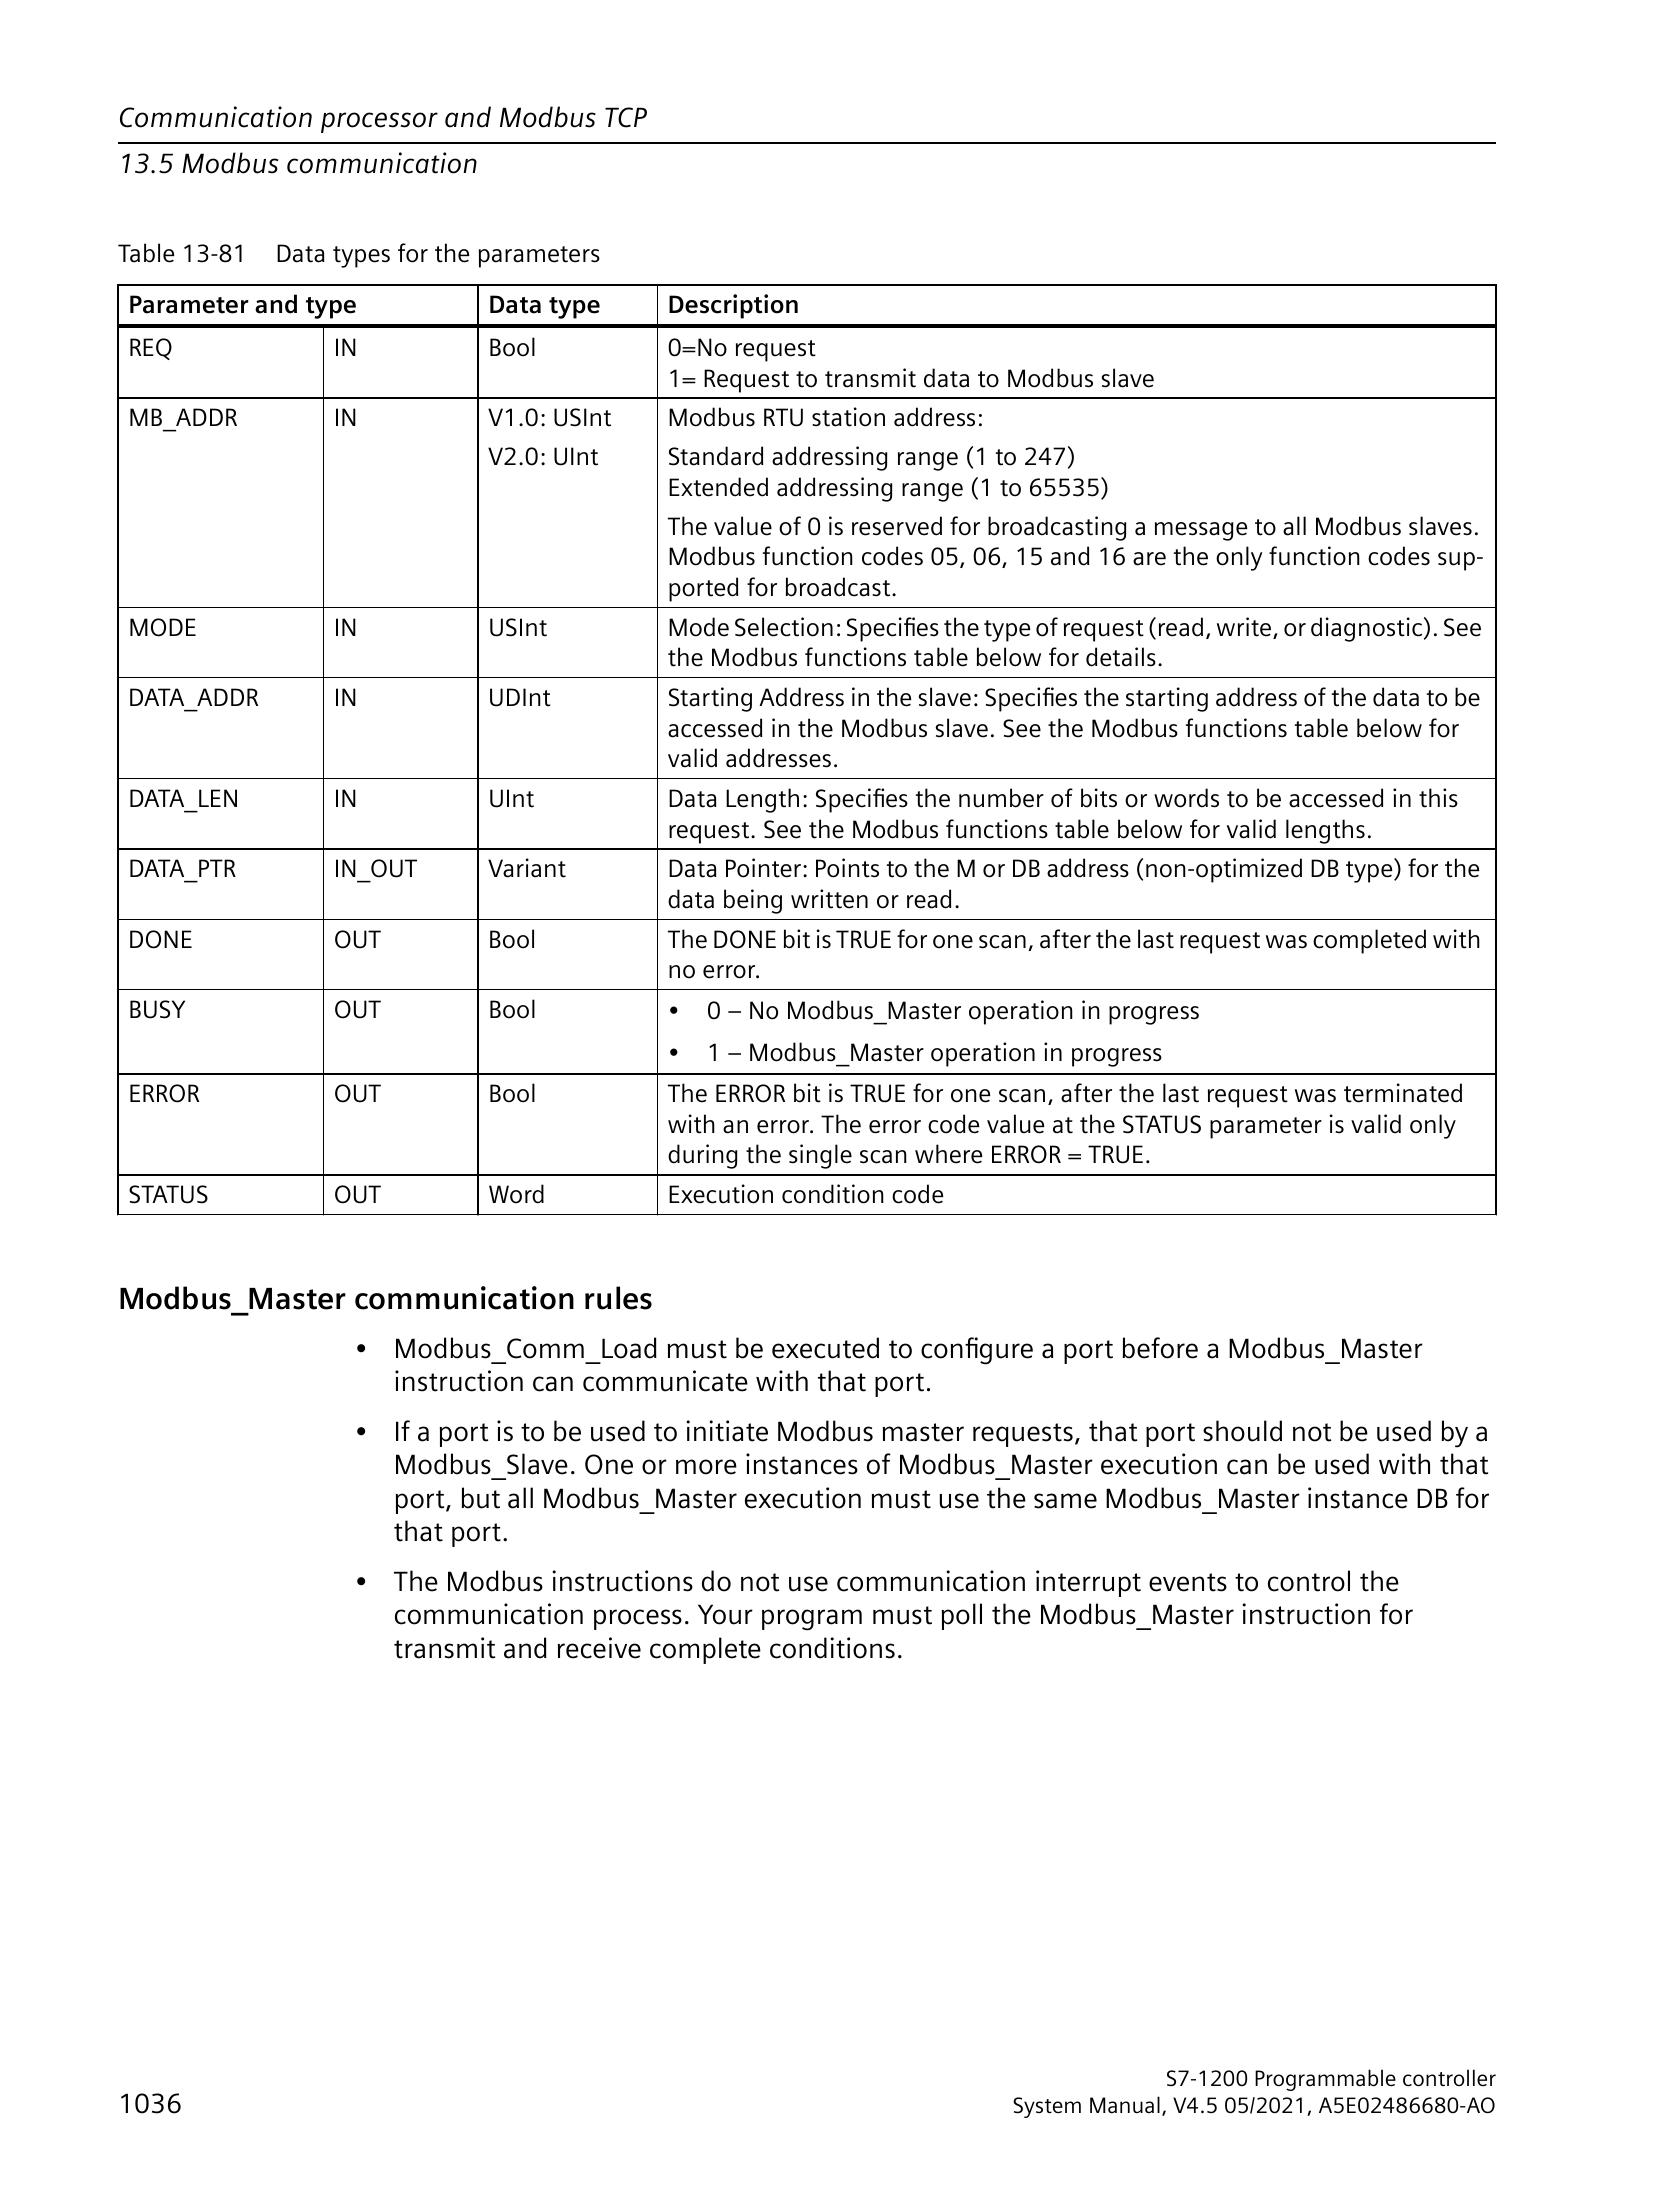 Communication processor and Modbus TCP
13.5 Modbus communication
Table 13-81 Data types for the parameters
Parameter and type Data type Description
REQ IN Bool 0=No request
1= Request to transmit data to Modbus slave
MB_ADDR IN V1.0: USInt Modbus RTU station address:
V2.0: UInt Standard addressing range (1 to 247)
Extended addressing range (1 to 65535)
The value of 0 is reserved for broadcasting a message to all Modbus slaves.
Modbus function codes 05, 06, 15 and 16 are the only function codes sup-
ported for broadcast.
MODE IN USInt Mode Selection: Specifies the type of request (read, write, or diagnostic). See
the Modbus functions table below for details.
DATA_ADDR IN UDInt Starting Address in the slave: Specifies the starting address of the data to be
accessed in the Modbus slave. See the Modbus functions table below for
valid addresses.
DATA_LEN IN UInt Data Length: Specifies the number of bits or words to be accessed in this
request. See the Modbus functions table below for valid lengths.
DATA_PTR IN_OUT Variant Data Pointer: Points to the M or DB address (non-optimized DB type) for the
data being written or read.
DONE OUT Bool The DONE bit is TRUE for one scan, after the last request was completed with
no error.
BUSY OUT Bool • 0 – No Modbus_Master operation in progress
• 1 – Modbus_Master operation in progress
ERROR OUT Bool The ERROR bit is TRUE for one scan, after the last request was terminated
with an error. The error code value at the STATUS parameter is valid only
during the single scan where ERROR = TRUE.
STATUS OUT Word Execution condition code
Modbus_Master communication rules
• Modbus_Comm_Load must be executed to configure a port before a Modbus_Master
instruction can communicate with that port.
• If a port is to be used to initiate Modbus master requests, that port should not be used by a
Modbus_Slave. One or more instances of Modbus_Master execution can be used with that
port, but all Modbus_Master execution must use the same Modbus_Master instance DB for
that port.
• The Modbus instructions do not use communication interrupt events to control the
communication process. Your program must poll the Modbus_Master instruction for
transmit and receive complete conditions.
S7-1200 Programmable controller
1036 System Manual, V4.5 05/2021, A5E02486680-AO